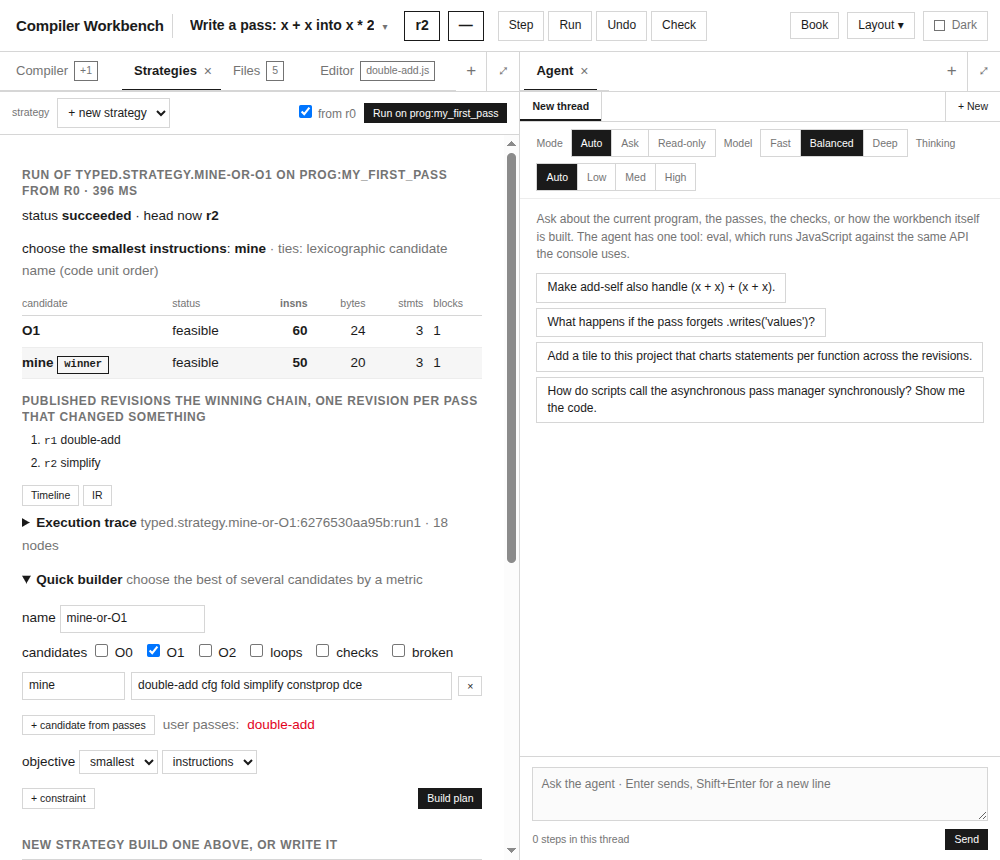 Compiler Workbench
Write a pass: x + x into x * 2 ▾
r2
—
Step
Run
Undo
Check
Book
Layout ▾
Dark
Compiler +1
Strategies ×
Files 5
Editor double-add.js
+
Agent ×
+
strategy
+ new strategy
from r0
Run on prog:my_first_pass
RUN OF TYPED.STRATEGY.MINE-OR-O1 ON PROG:MY_FIRST_PASS
FROM R0 · 396 MS
status succeeded · head now r2
choose the smallest instructions: mine · ties: lexicographic candidate
name (code unit order)
candidate status insns bytes stmts blocks
O1 feasible 60 24 3 1
mine winner feasible 50 20 3 1
PUBLISHED REVISIONS THE WINNING CHAIN, ONE REVISION PER PASS
THAT CHANGED SOMETHING
1. r1 double-add
2. r2 simplify
Timeline
IR
▶ Execution trace typed.strategy.mine-or-O1:6276530aa95b:run1 · 18
nodes
▼ Quick builder choose the best of several candidates by a metric
name mine-or-O1
candidates O0 O1 O2 loops checks broken
mine double-add cfg fold simplify constprop dce ×
+ candidate from passes user passes: double-add
objective smallest instructions
+ constraint
Build plan
NEW STRATEGY BUILD ONE ABOVE, OR WRITE IT
New thread
+ New
Mode Auto Ask Read-only Model Fast Balanced Deep Thinking
Auto Low Med High
Ask about the current program, the passes, the checks, or how the workbench itself
is built. The agent has one tool: eval, which runs JavaScript against the same API
the console uses.
Make add-self also handle (x + x) + (x + x).
What happens if the pass forgets .writes('values')?
Add a tile to this project that charts statements per function across the revisions.
How do scripts call the asynchronous pass manager synchronously? Show me
the code.
Ask the agent · Enter sends, Shift+Enter for a new line
0 steps in this thread
Send